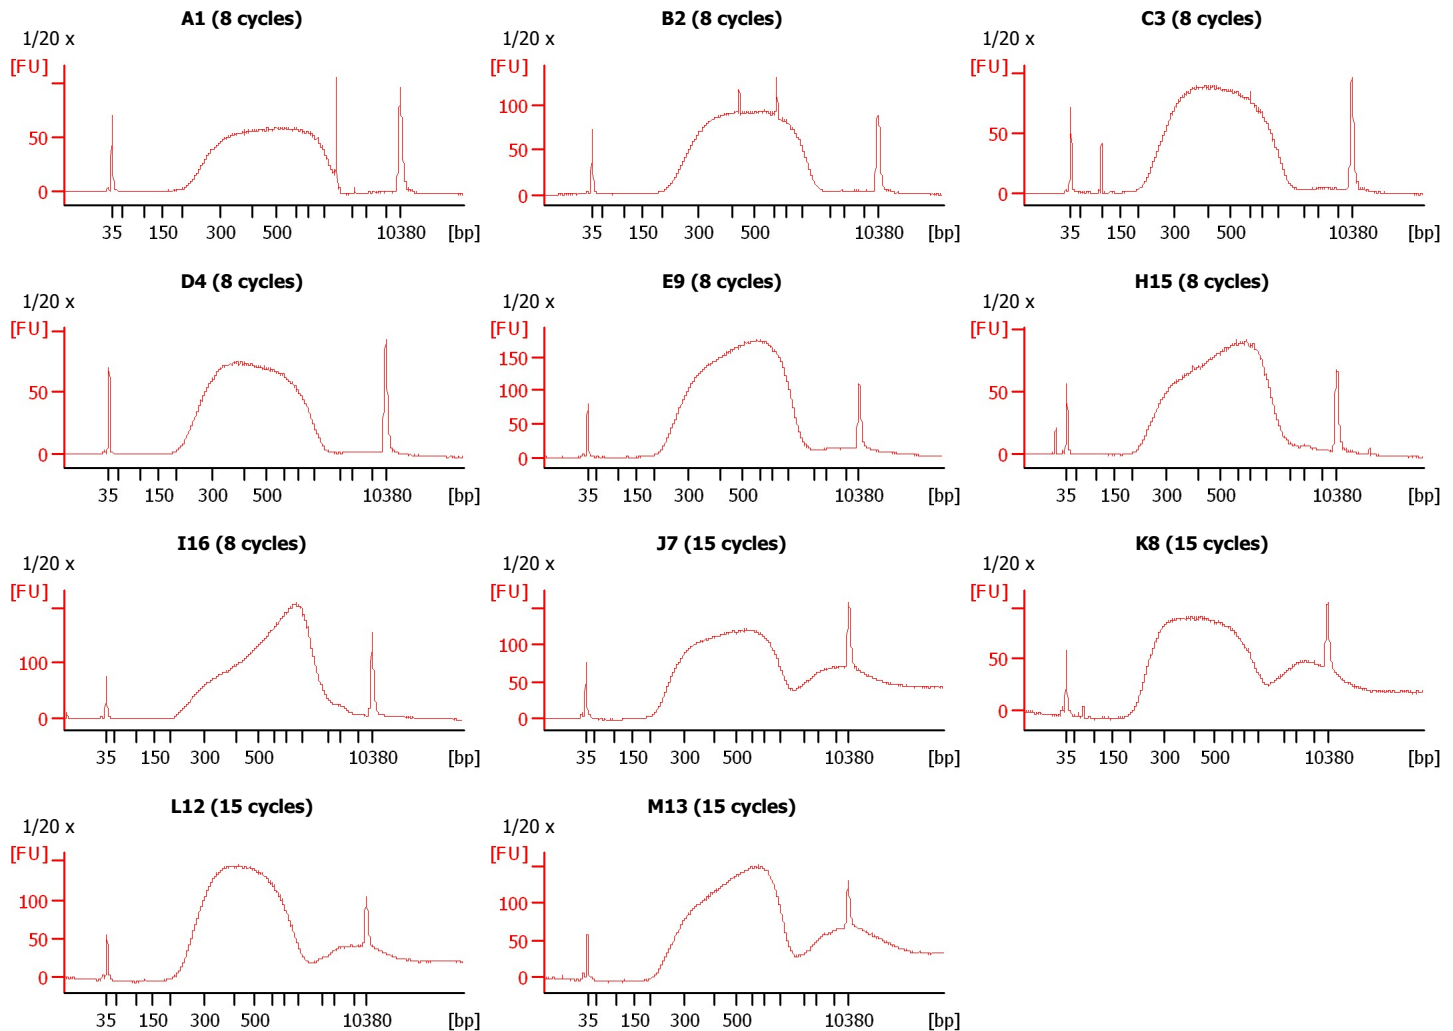 A1 (8 cycles)
1/20 x
[FU]
50
0
35 150 300 500 10380 [bp]
B2 (8 cycles)
1/20 x
[FU]
100
50
0
35 150 300 500 10380 [bp]
C3 (8 cycles)
1/20 x
[FU]
50
0
35 150 300 500 10380 [bp]
D4 (8 cycles)
1/20 x
[FU]
50
0
35 150 300 500 10380 [bp]
E9 (8 cycles)
1/20 x
[FU]
150
100
50
0
35 150 300 500 10380 [bp]
H15 (8 cycles)
1/20 x
[FU]
50
0
35 150 300 500 10380 [bp]
I16 (8 cycles)
1/20 x
[FU]
100
0
35 150 300 500 10380 [bp]
J7 (15 cycles)
1/20 x
[FU]
100
50
0
35 150 300 500 10380 [bp]
K8 (15 cycles)
1/20 x
[FU]
50
0
35 150 300 500 10380 [bp]
L12 (15 cycles)
1/20 x
[FU]
100
50
0
35 150 300 500 10380 [bp]
M13 (15 cycles)
1/20 x
[FU]
100
50
0
35 150 300 500 10380 [bp]